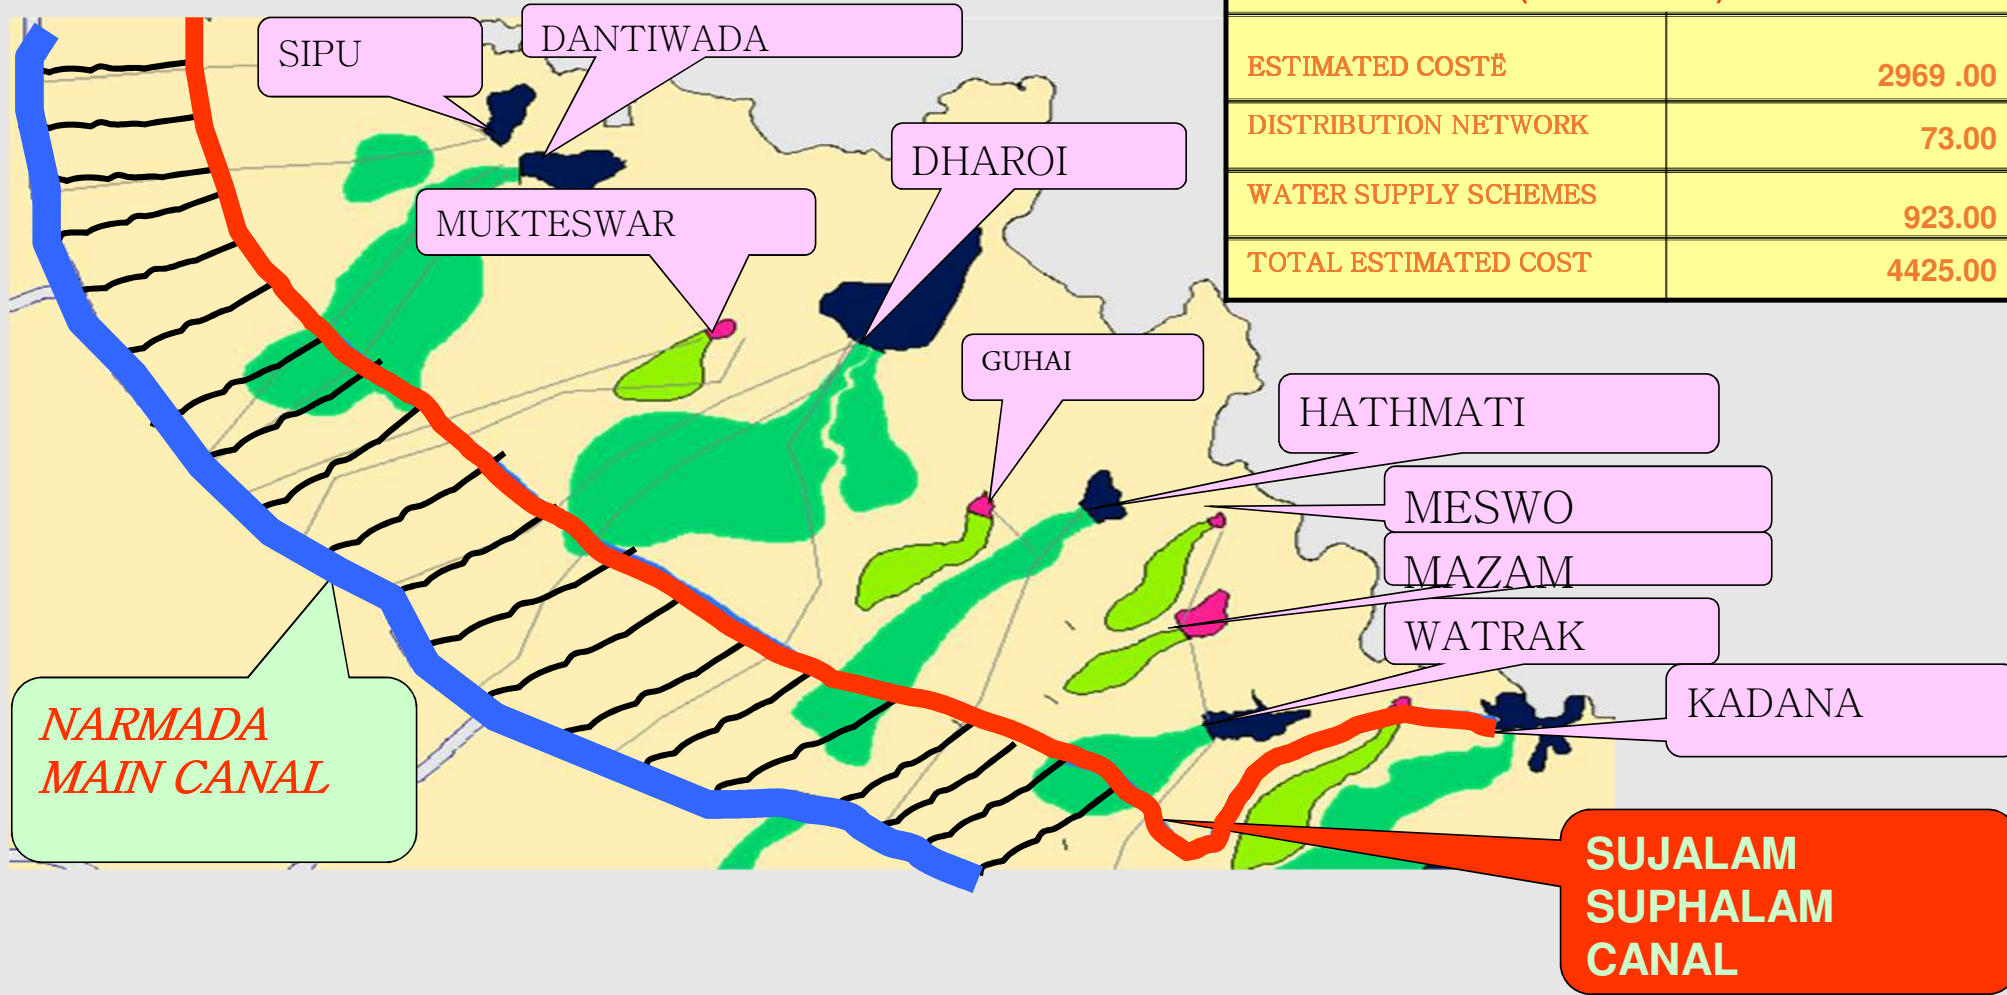 SIPU
DANTIWADA
ESTIMATED COSTË 2969 .00
DISTRIBUTION NETWORK 73.00
WATER SUPPLY SCHEMES 923.00
TOTAL ESTIMATED COST 4425.00
DHAROI
MUKTESWAR
GUHAI
HATHMATI
MESWO
MAZAM
WATRAK
KADANA
NARMADA
MAIN CANAL
SUJALAM
SUPHALAM
CANAL